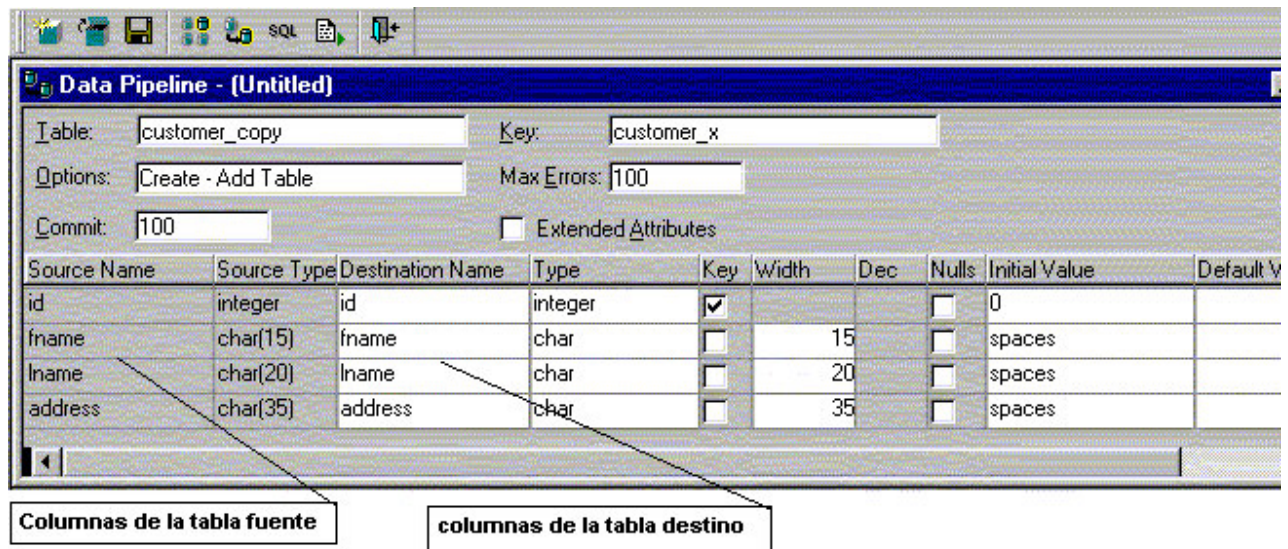 SQL
Data Pipeline - (Untitled)
Table: customer_copy Key: customer_x
Options: Create - Add Table Max Errors: 100
Commit: 100 Extended Attributes
Source Name Source Type Destination Name Type Key Width Dec Nulls Initial Value Default V
id integer id integer 0
fname char(15) fname char 15 spaces
lname char(20) lname char 20 spaces
address char(35) address char 35 spaces
Columnas de la tabla fuente
columnas de la tabla destino